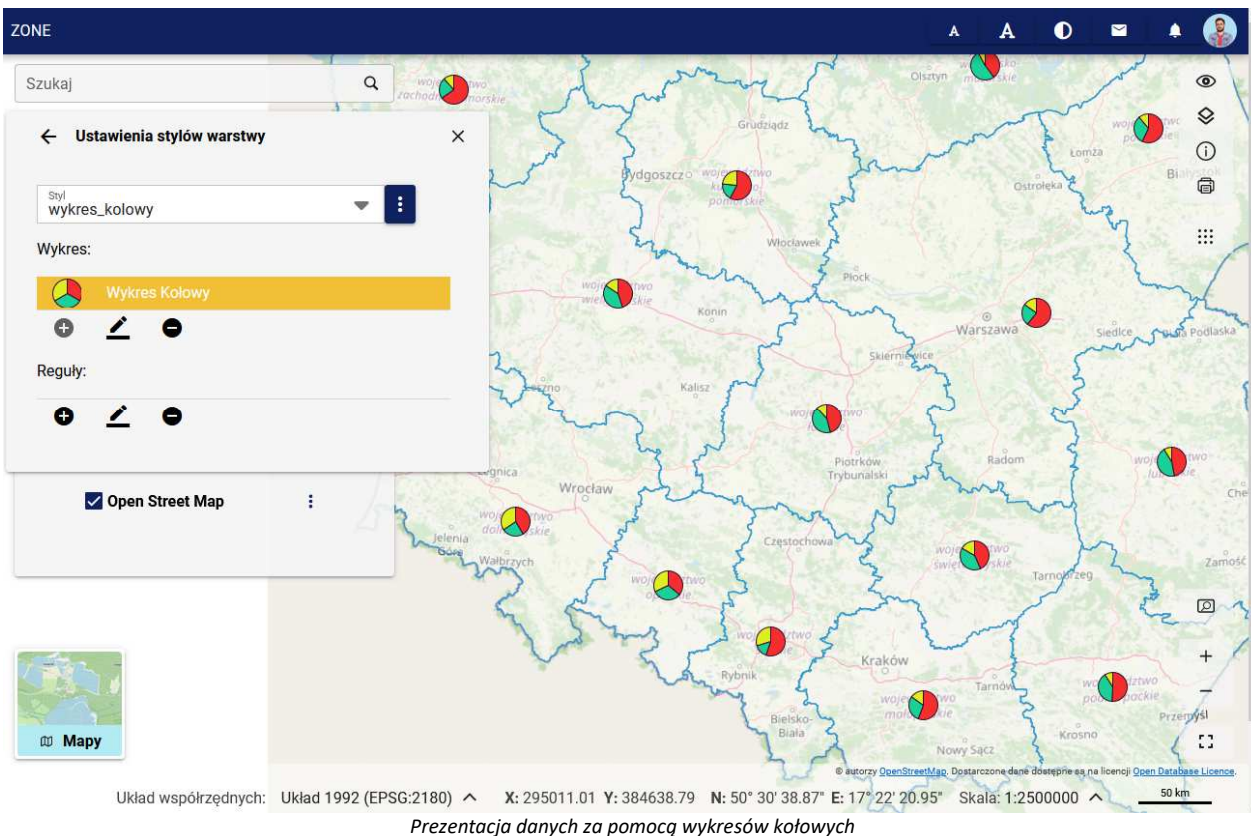 ZONE
A A
Szukaj
Ustawienia stylów warstwy
Styl
wykres_kolowy
Wykres:
Wykres Kołowy
Reguły:
Open Street Map
Mapy
Olsztyn
Grudziądz
Łomża
Ostrołęka
Bydgoszcz
województwo
pomorskie
Włocławek
Płock
Konin
Warszawa
Siedlce
Biała Podlaska
Skierniewice
Leszno
Kalisz
Piotrków
Trybunalski
Radom
Legnica
Wrocław
Jelenia
Góra
Wałbrzych
Częstochowa
Tarnobrzeg
Zamość
Rybnik
Kraków
Tarnów
Bielsko-
Biała
Nowy Sącz
Krosno
Przemyśl
© autorzy OpenStreetMap. Dostarczone dane dostępne są na licencji Open Database Licence.
Układ współrzędnych: Układ 1992 (EPSG:2180) X: 295011.01 Y: 384638.79 N: 50° 30' 38.87" E: 17° 22' 20.95" Skala: 1:2500000 50 km
Prezentacja danych za pomocą wykresów kołowych